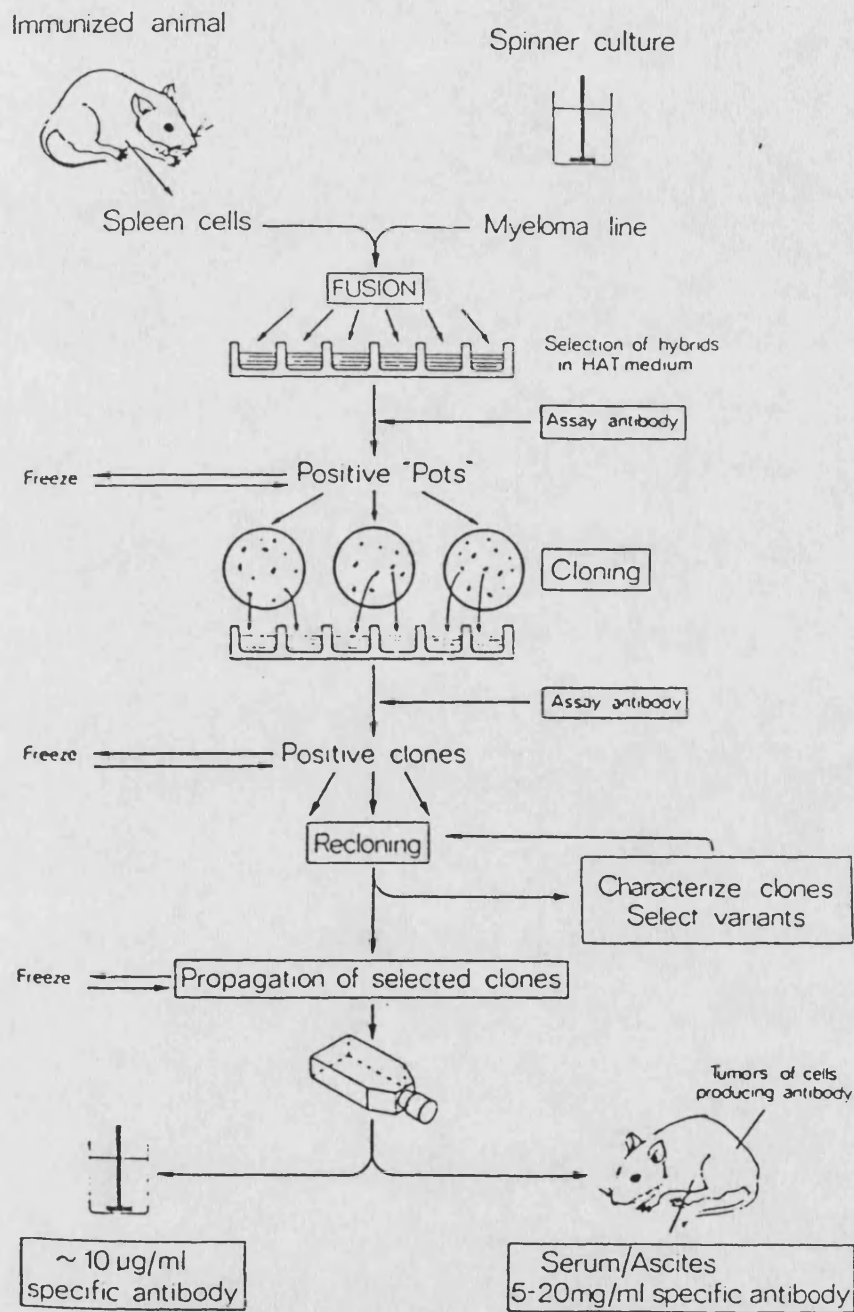 Immunized animal
Spinner culture
Spleen cells
Myeloma line
FUSION
Selection of hybrids
in HAT medium
Assay antibody
Freeze
Positive "Pots"
Cloning
Assay antibody
Freeze
Positive clones
Recloning
Characterize clones
Select variants
Freeze
Propagation of selected clones
Tumors of cells
producing antibody
~ 10 µg/ml
specific antibody
Serum/Ascites
5-20mg/ml specific antibody